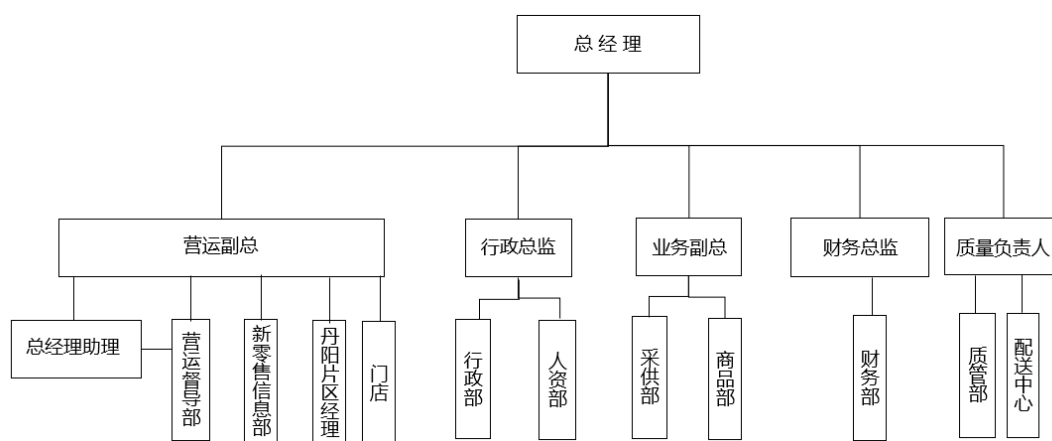 总经理
营运副总
行政总监
业务副总
财务总监
质量负责人
总经理助理
营运督导部
新零售信息部
丹阳片区经理
门店
行政部
人资部
采供部
商品部
财务部
质管部
配送中心